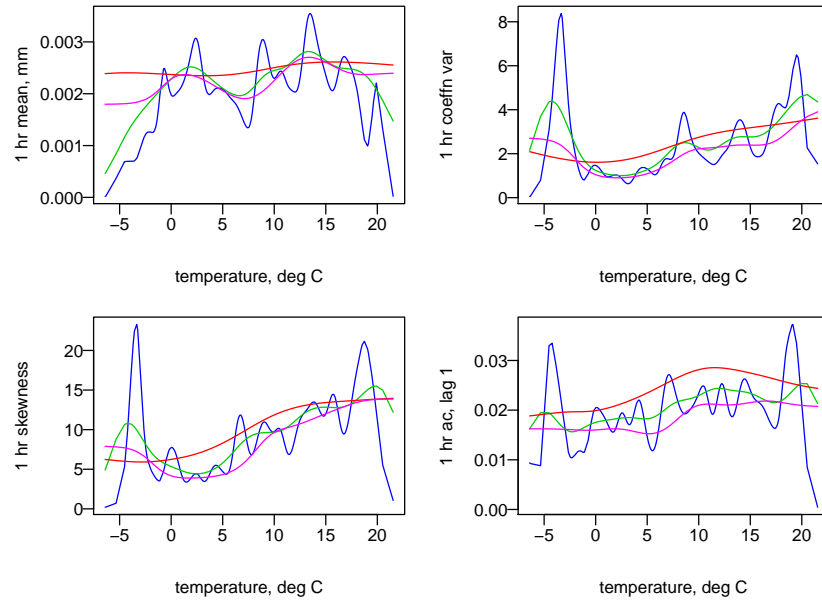 1 hr mean, mm
0.003
0.002
0.001
0.000
−5 0 5 10 15 20
temperature, deg C
1 hr coeffn var
8
6
4
2
0
−5 0 5 10 15 20
temperature, deg C
1 hr skewness
20
15
10
5
0
−5 0 5 10 15 20
temperature, deg C
1 hr ac, lag 1
0.03
0.02
0.01
0.00
−5 0 5 10 15 20
temperature, deg C